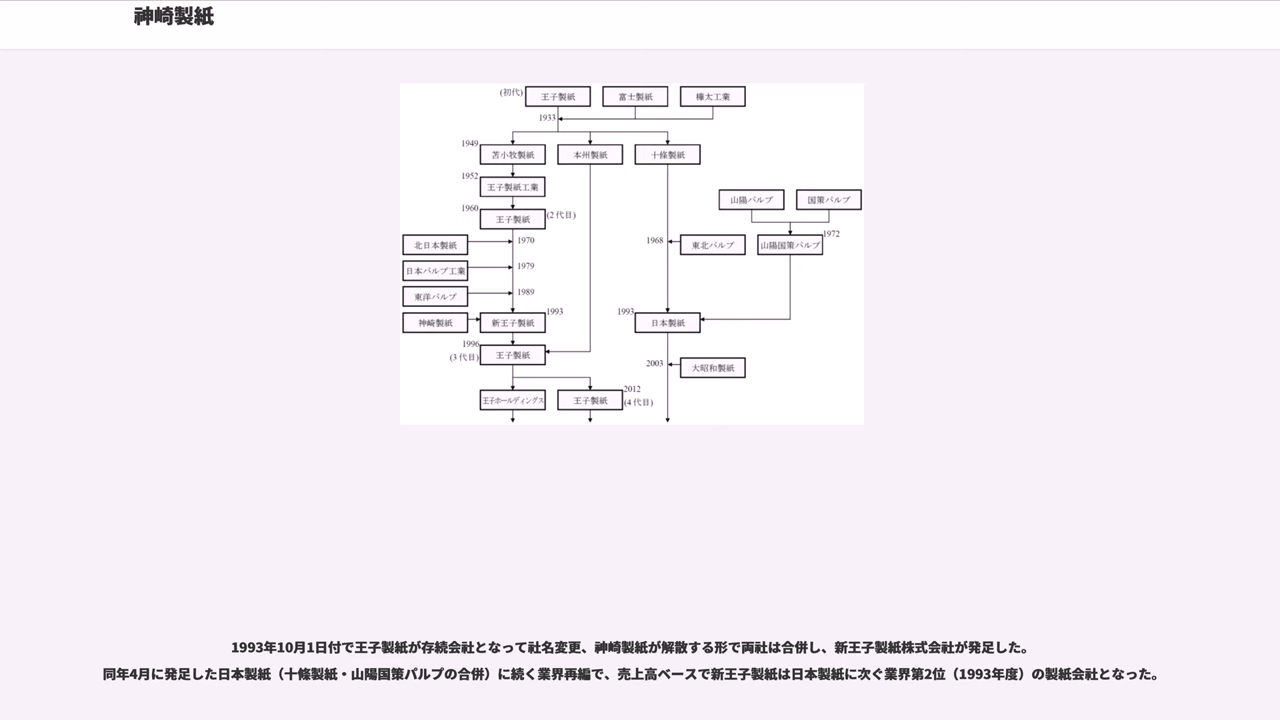 神崎製紙
(初代) 王子製紙 富士製紙 樺太工業
1933
1949 苫小牧製紙 本州製紙 十條製紙
1952 王子製紙工業
山陽パルプ 国策パルプ
1960 王子製紙 (2代目)
1972
北日本製紙 1970 1968 東北パルプ 山陽国策パルプ
日本パルプ工業 1979
東洋パルプ 1989
1993 1993
神崎製紙 新王子製紙 日本製紙
1996
(3代目) 王子製紙
2003 大昭和製紙
2012
王子ホールディングス 王子製紙 (4代目)
1993年10月1日付で王子製紙が存続会社となって社名変更、神崎製紙が解散する形で両社は合併し、新王子製紙株式会社が発足した。
同年4月に発足した日本製紙（十條製紙・山陽国策パルプの合併）に続く業界再編で、売上高ベースで新王子製紙は日本製紙に次ぐ業界第2位（1993年度）の製紙会社となった。